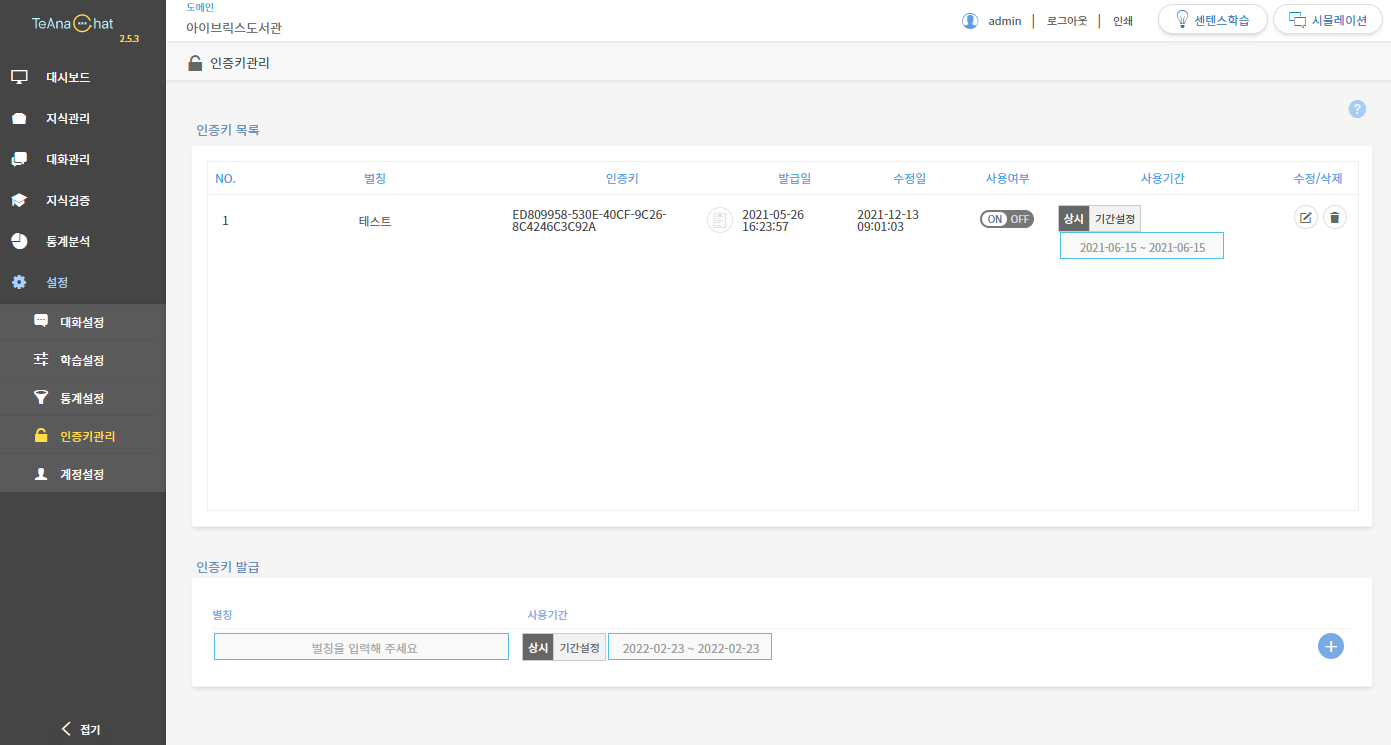 TeAna Chat
2.5.3
대시보드
지식관리
대화관리
지식검증
통계분석
설정
대화설정
학습설정
통계설정
인증키관리
계정설정
접기
도메인
아이브릭스도서관
admin | 로그아웃 | 인쇄
센텐스학습
시뮬레이션
인증키관리
?
인증키 목록
NO. 별칭 인증키 발급일 수정일 사용여부 사용기간 수정/삭제
1 테스트 ED809958-530E-40CF-9C26-8C4246C3C92A 2021-05-26 16:23:57 2021-12-13 09:01:03 ON OFF 상시 기간설정
2021-06-15 ~ 2021-06-15
인증키 발급
별칭 사용기간
별칭을 입력해 주세요 상시 기간설정 2022-02-23 ~ 2022-02-23